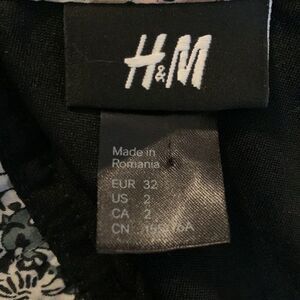 H&M
Made in
Romania
EUR 32
US 2
CA 2
CN